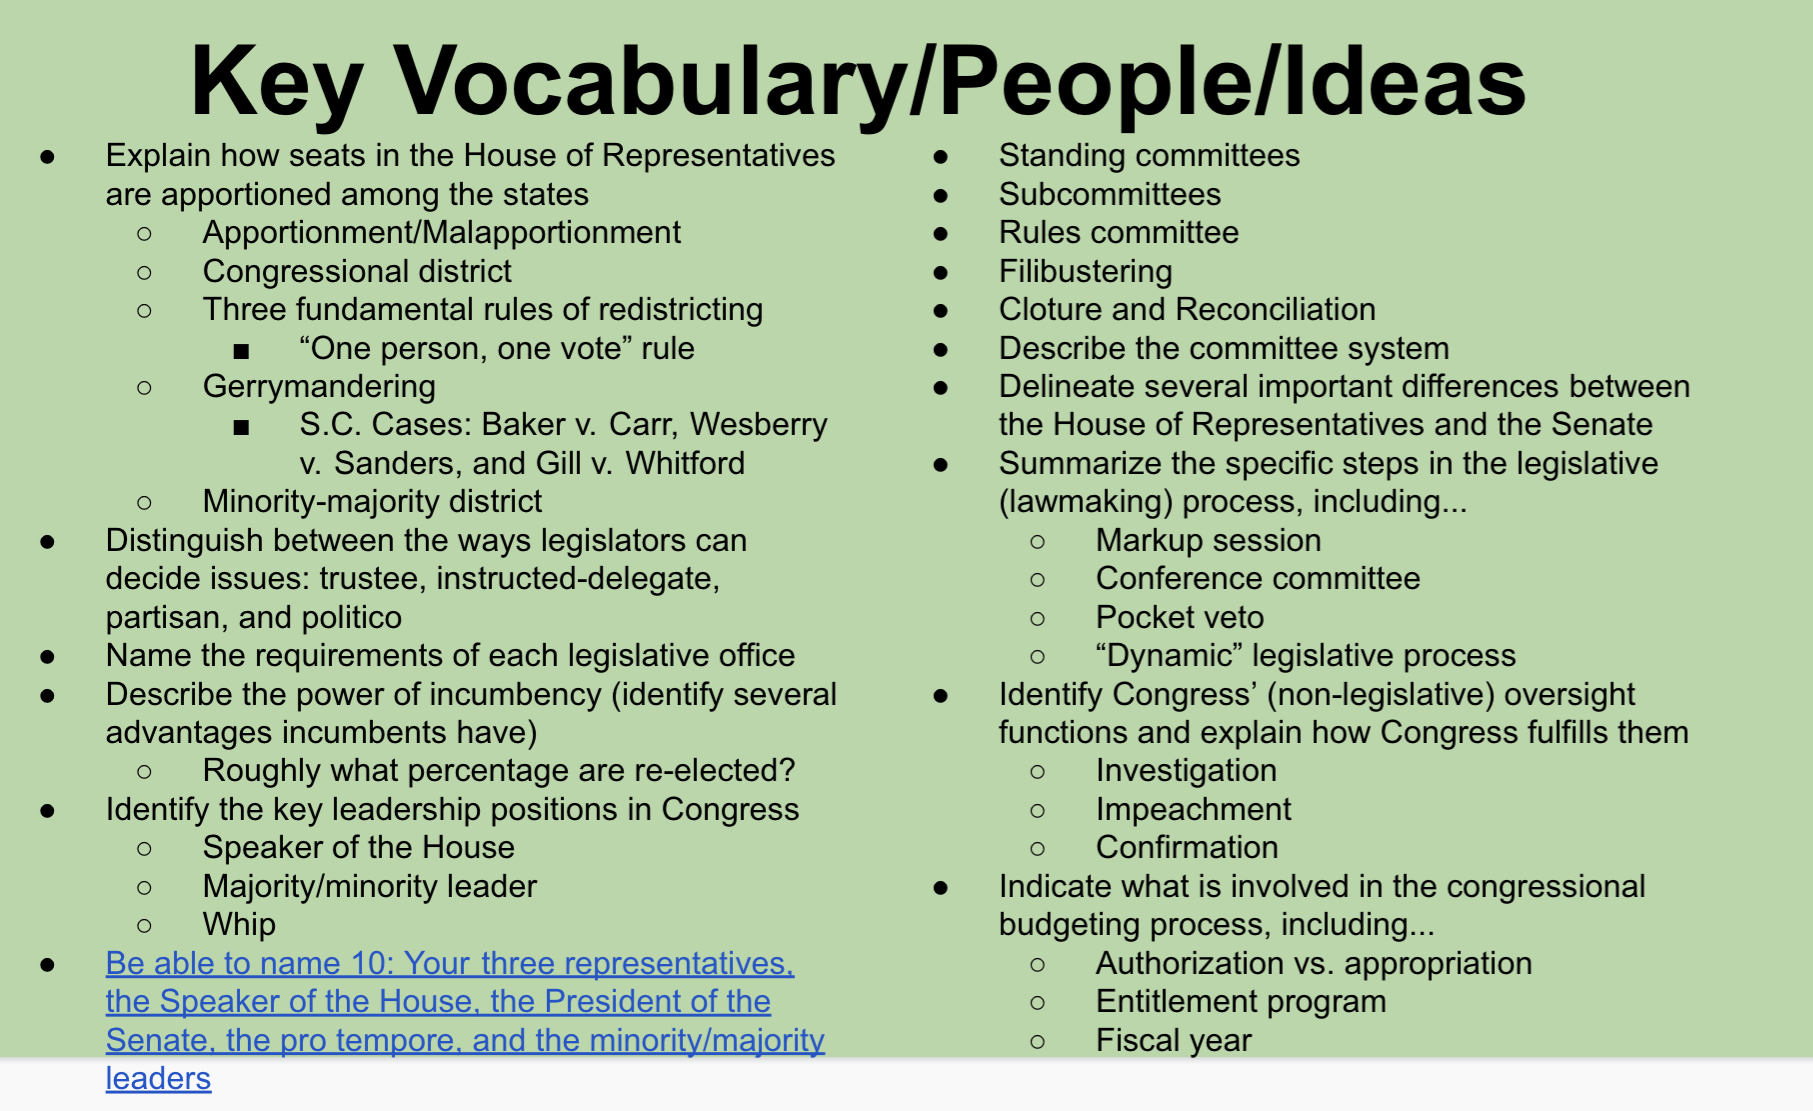 Key Vocabulary/People/Ideas
● Explain how seats in the House of Representatives
are apportioned among the states
○ Apportionment/Malapportionment
○ Congressional district
○ Three fundamental rules of redistricting
■ “One person, one vote” rule
○ Gerrymandering
■ S.C. Cases: Baker v. Carr, Wesberry
v. Sanders, and Gill v. Whitford
○ Minority-majority district
● Distinguish between the ways legislators can
decide issues: trustee, instructed-delegate,
partisan, and politico
● Name the requirements of each legislative office
● Describe the power of incumbency (identify several
advantages incumbents have)
○ Roughly what percentage are re-elected?
● Identify the key leadership positions in Congress
○ Speaker of the House
○ Majority/minority leader
○ Whip
● Be able to name 10: Your three representatives,
the Speaker of the House, the President of the
Senate, the pro tempore, and the minority/majority
leaders
● Standing committees
● Subcommittees
● Rules committee
● Filibustering
● Cloture and Reconciliation
● Describe the committee system
● Delineate several important differences between
the House of Representatives and the Senate
● Summarize the specific steps in the legislative
(lawmaking) process, including...
○ Markup session
○ Conference committee
○ Pocket veto
○ “Dynamic” legislative process
● Identify Congress’ (non-legislative) oversight
functions and explain how Congress fulfills them
○ Investigation
○ Impeachment
○ Confirmation
● Indicate what is involved in the congressional
budgeting process, including...
○ Authorization vs. appropriation
○ Entitlement program
○ Fiscal year